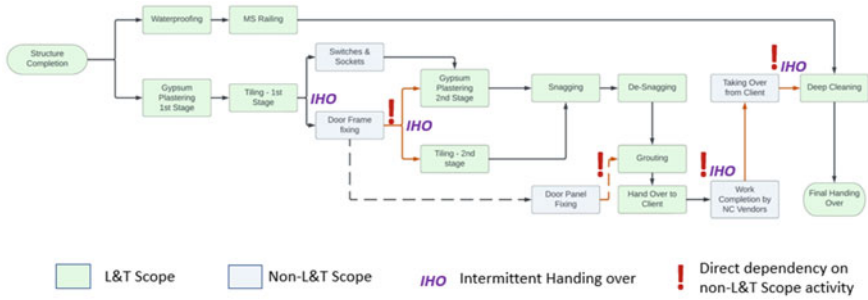 Waterproofing
MS Railing
Structure
Completion
Switches &
Sockets
IHO
Gypsum
Plastering
1st Stage
Tiling - 1st
Stage
IHO
Gypsum
Plastering
2nd Stage
Snagging
De-Snagging
Taking Over
from Client
Deep Cleaning
Door Frame
fixing
IHO
Tiling - 2nd
stage
Grouting
IHO
Door Panel
Fixing
Hand Over to
Client
Work
Completion by
NC Vendors
Final Handing
Over
L&T Scope
Non-L&T Scope
IHO
Intermittent Handing over
!
Direct dependency on
non-L&T Scope activity